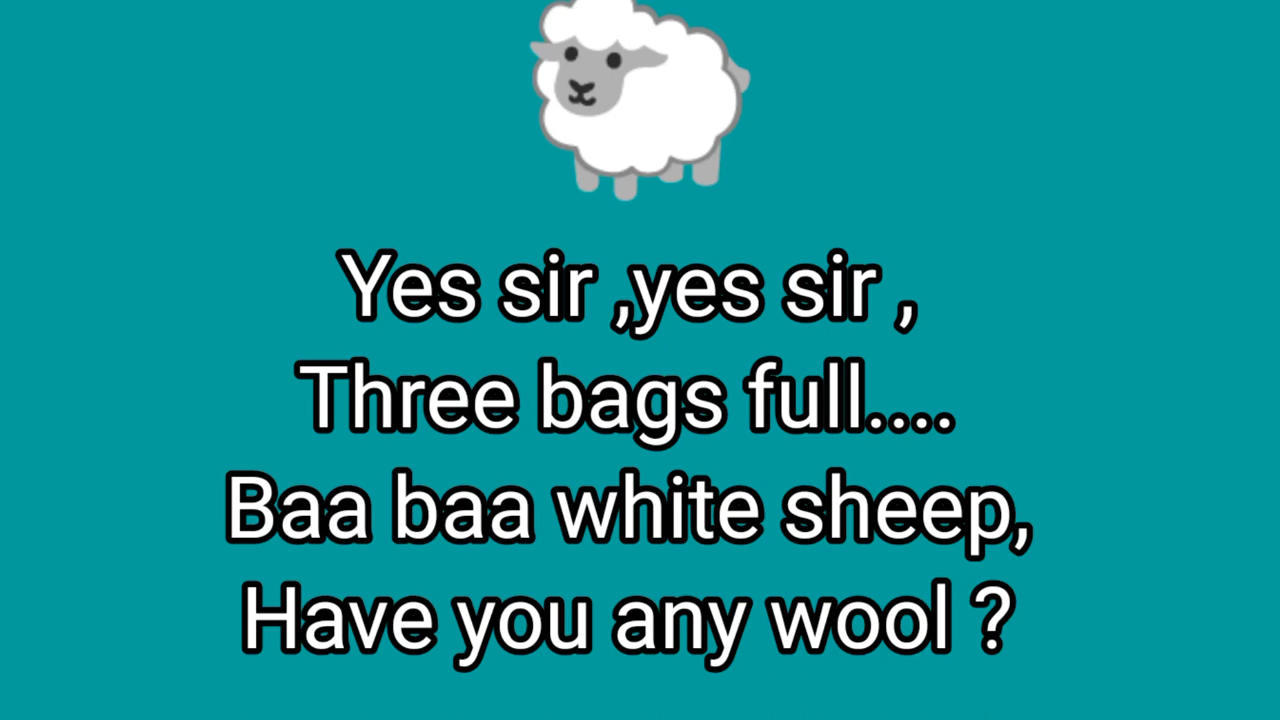 Yes sir ,yes sir ,
Three bags full....
Baa baa white sheep,
Have you any wool ?